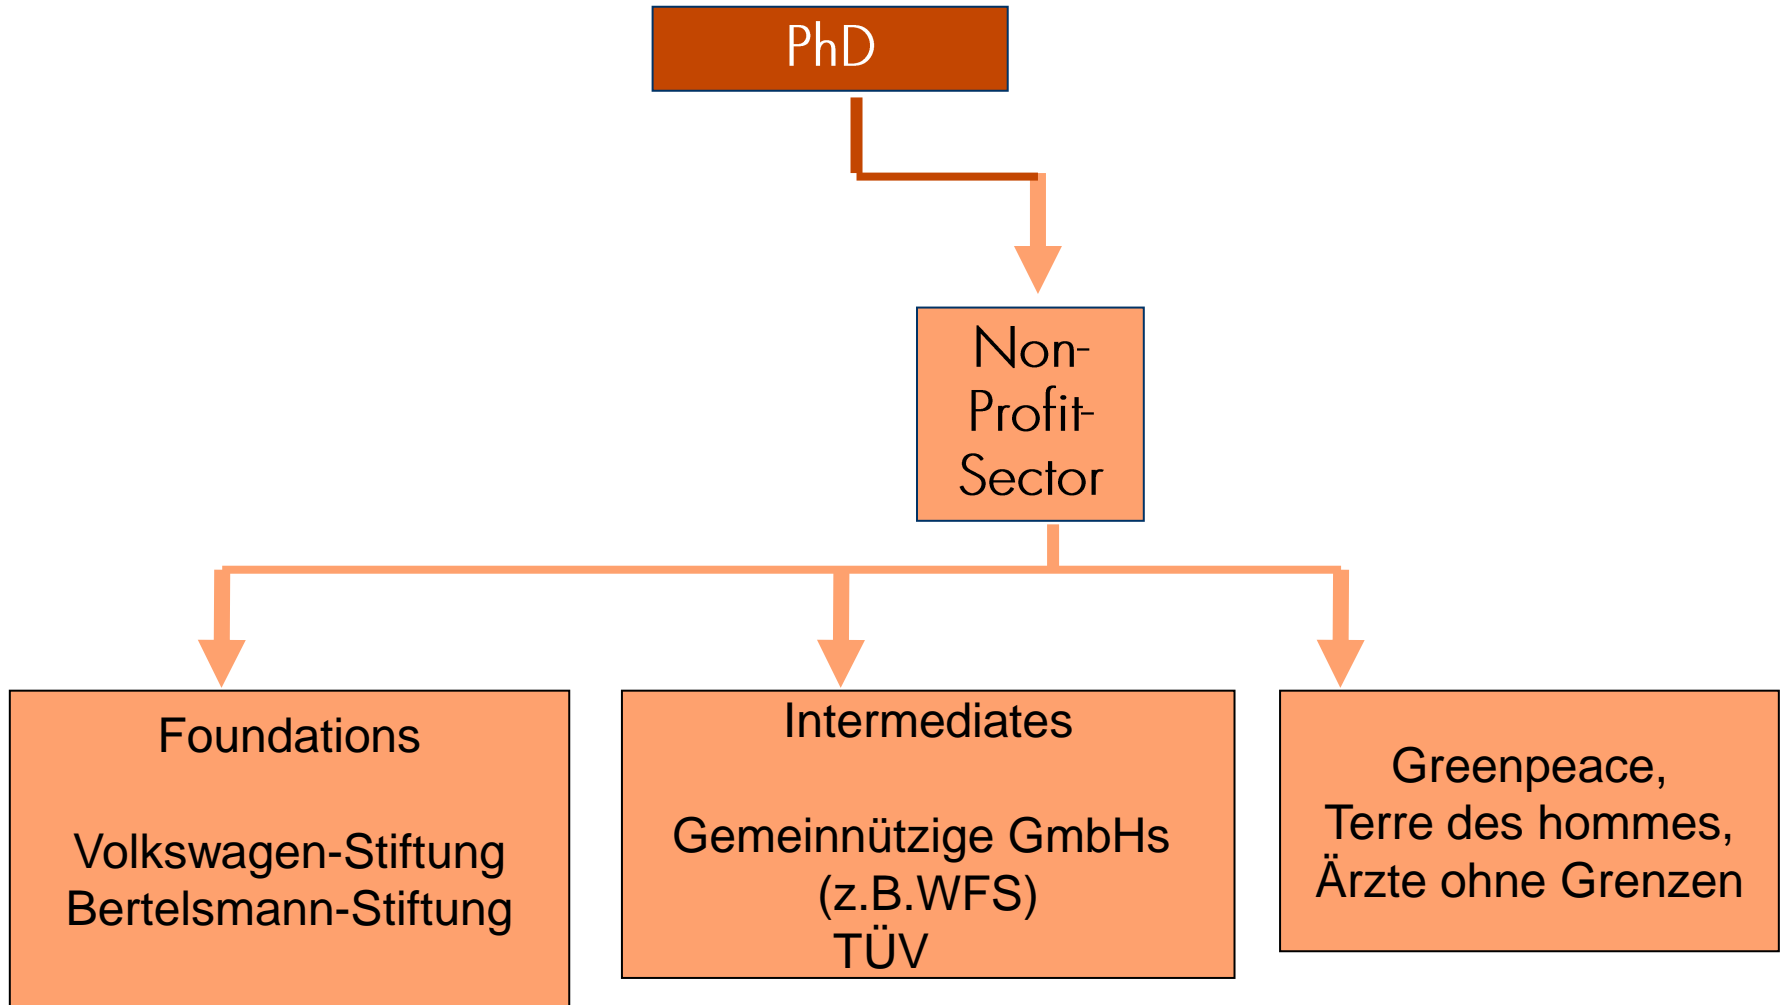 PhD
Non-
Profit-
Sector
Foundations
Volkswagen-Stiftung
Bertelsmann-Stiftung
Intermediates
Gemeinnützige GmbHs
(z.B.WFS)
TÜV
Greenpeace,
Terre des hommes,
Ärzte ohne Grenzen